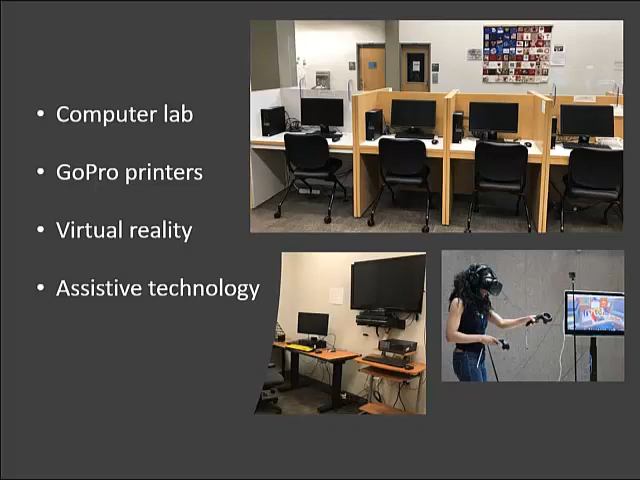 • Computer lab
• GoPro printers
• Virtual reality
• Assistive technology